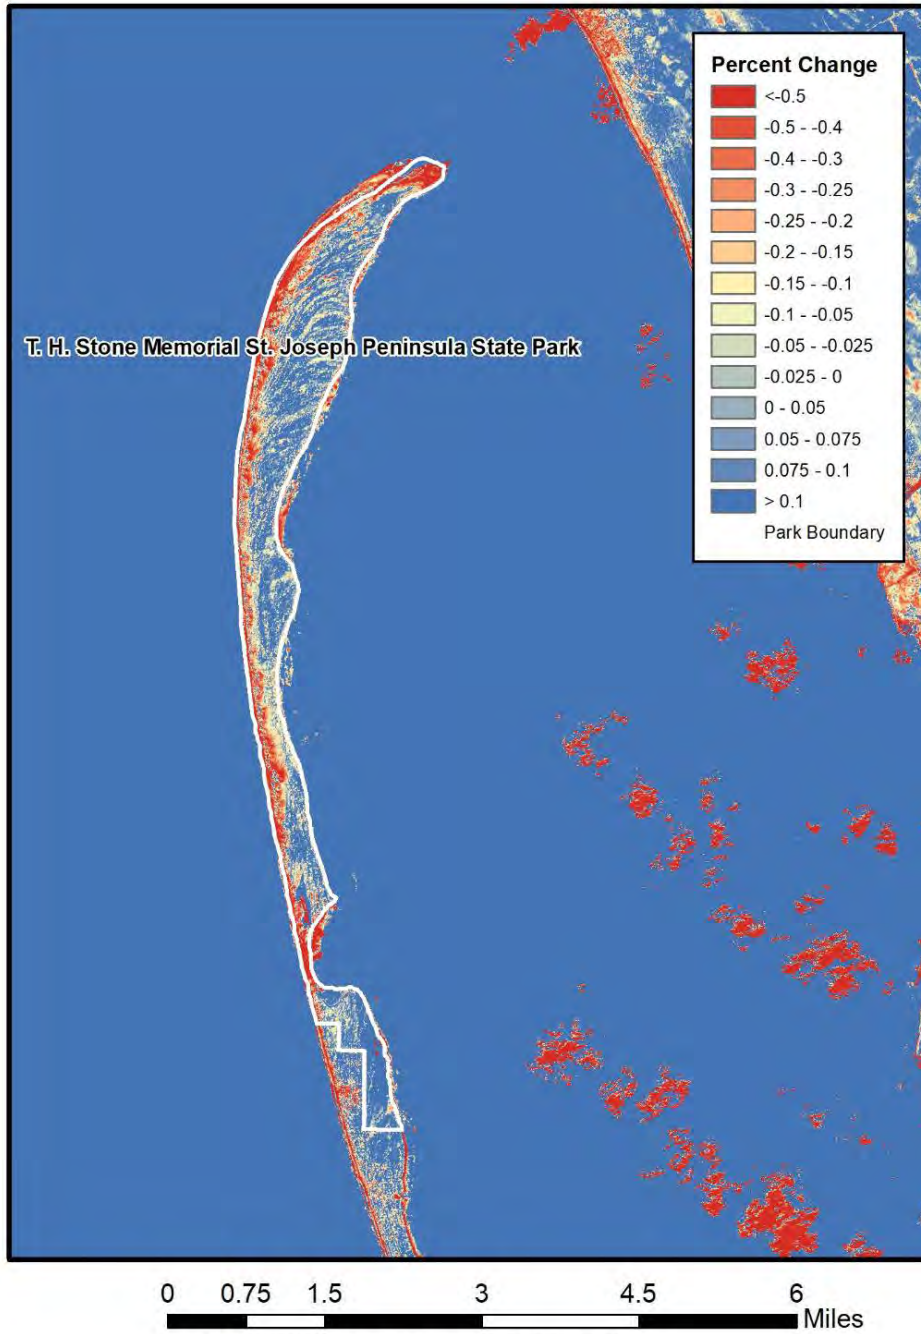 Percent Change
<-0.5
-0.5 - -0.4
-0.4 - -0.3
-0.3 - -0.25
-0.25 - -0.2
-0.2 - -0.15
-0.15 - -0.1
-0.1 - -0.05
-0.05 - -0.025
-0.025 - 0
0 - 0.05
0.05 - 0.075
0.075 - 0.1
> 0.1
Park Boundary
T. H. Stone Memorial St. Joseph Peninsula State Park
0 0.75 1.5 3 4.5 6
Miles